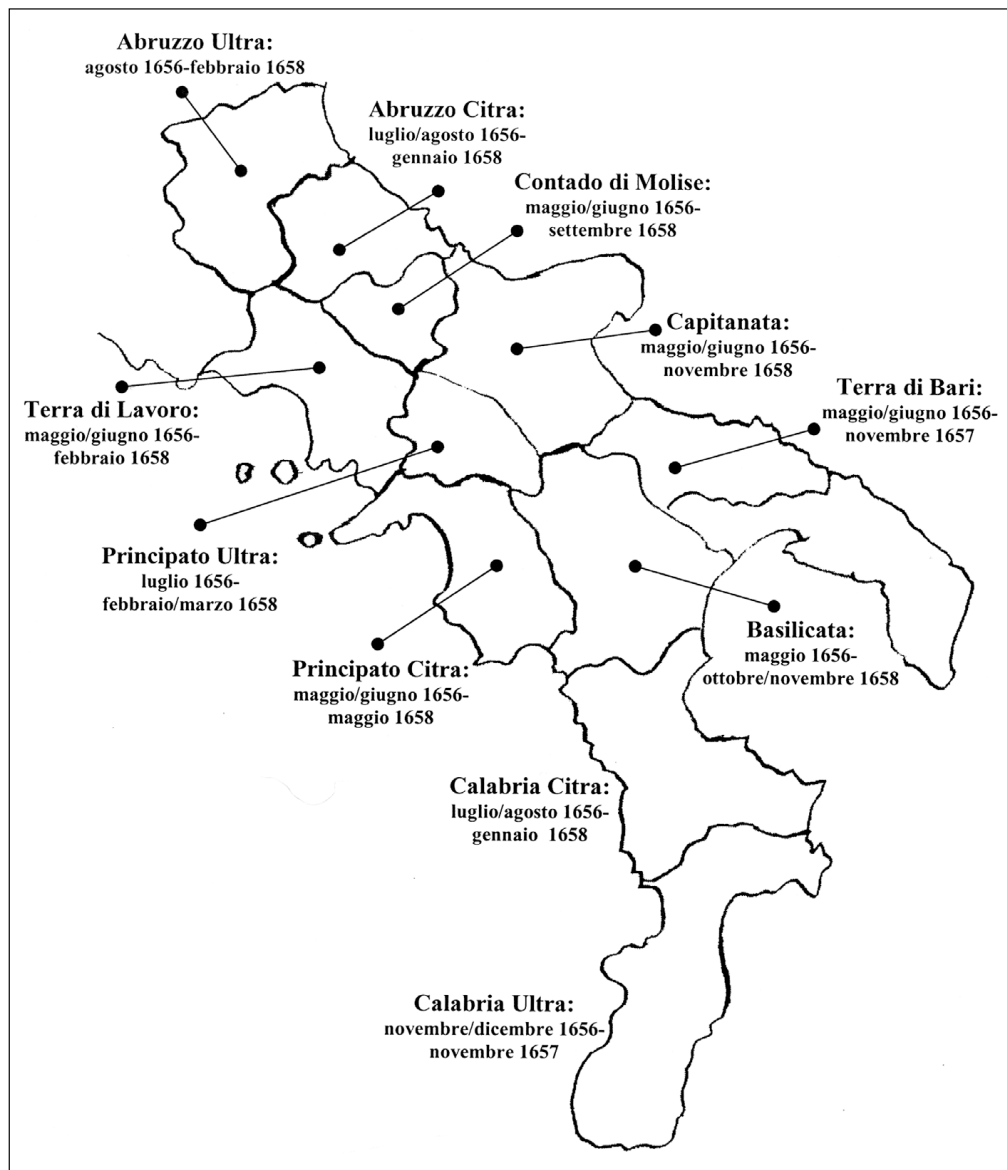 Abruzzo Ultra:
agosto 1656-febbraio 1658
Abruzzo Citra:
luglio/agosto 1656-
gennaio 1658
Contado di Molise:
maggio/giugno 1656-
settembre 1658
Capitanata:
maggio/giugno 1656-
novembre 1658
Terra di Bari:
maggio/giugno 1656-
novembre 1657
Terra di Lavoro:
maggio/giugno 1656-
febbraio 1658
Principato Ultra:
luglio 1656-
febbraio/marzo 1658
Basilicata:
maggio 1656-
ottobre/novembre 1658
Principato Citra:
maggio/giugno 1656-
maggio 1658
Calabria Citra:
luglio/agosto 1656-
gennaio 1658
Calabria Ultra:
novembre/dicembre 1656-
novembre 1657